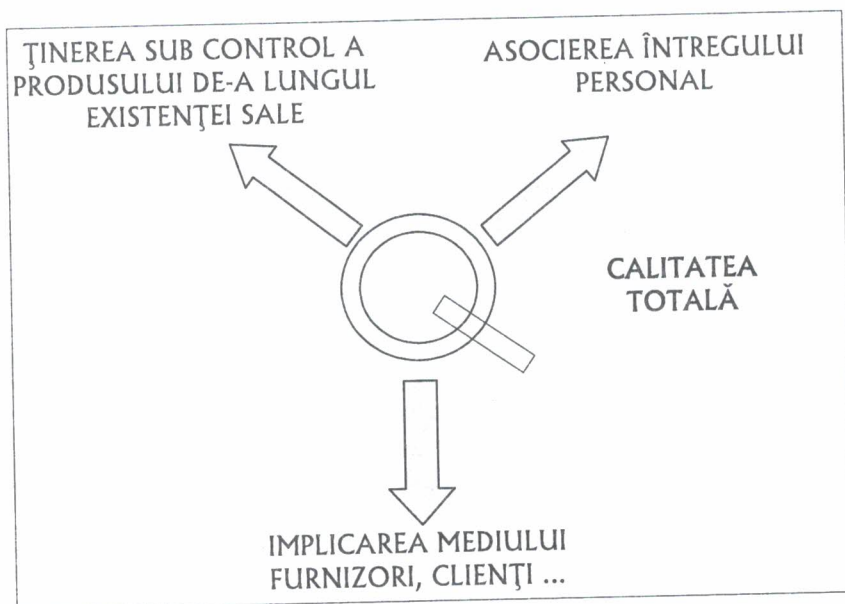 ŢINEREA SUB CONTROL A
PRODUSULUI DE-A LUNGUL
EXISTENŢEI SALE
ASOCIEREA ÎNTREGULUI
PERSONAL
CALITATEA
TOTALĂ
IMPLICAREA MEDIULUI
FURNIZORI, CLIENŢI ...